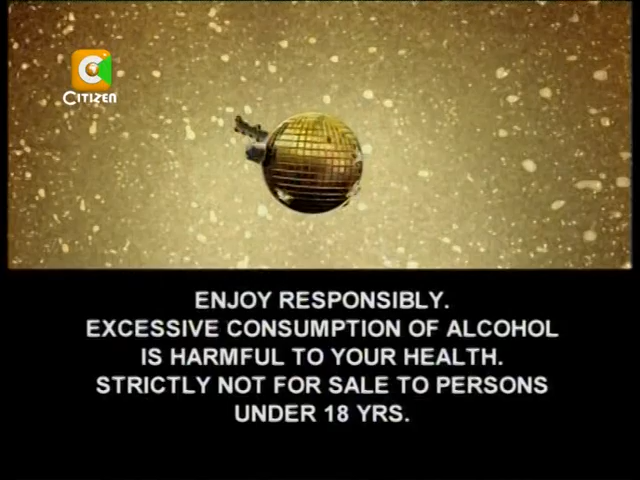 CITIZEN
ENJOY RESPONSIBLY.
EXCESSIVE CONSUMPTION OF ALCOHOL
IS HARMFUL TO YOUR HEALTH.
STRICTLY NOT FOR SALE TO PERSONS
UNDER 18 YRS.